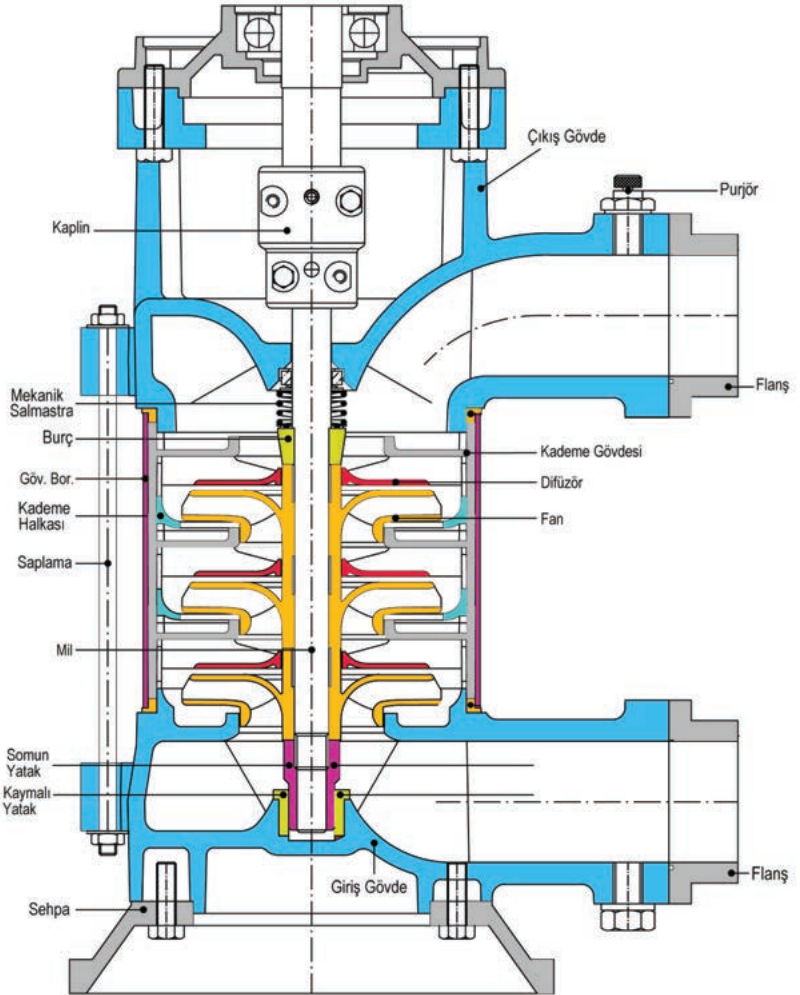 Çıkış Gövde
Purjör
Kaplin
Flanş
Mekanik
Salmastra
Burç
Kademe Gövdesi
Göv. Bor.
Difüzör
Kademe
Halkası
Fan
Saplama
Mil
Somun
Yatak
Kaymalı
Yatak
Flanş
Giriş Gövde
Sehpa